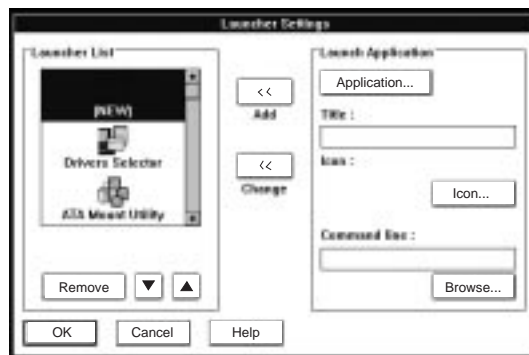 Launcher Settings
Launcher List
[NEW]
Drivers Selector
ATA Mount Utility
Remove
<<
Add
<<
Change
Launch Application
Application...
Title :
Icon :
Icon...
Command line :
Browse...
OK
Cancel
Help